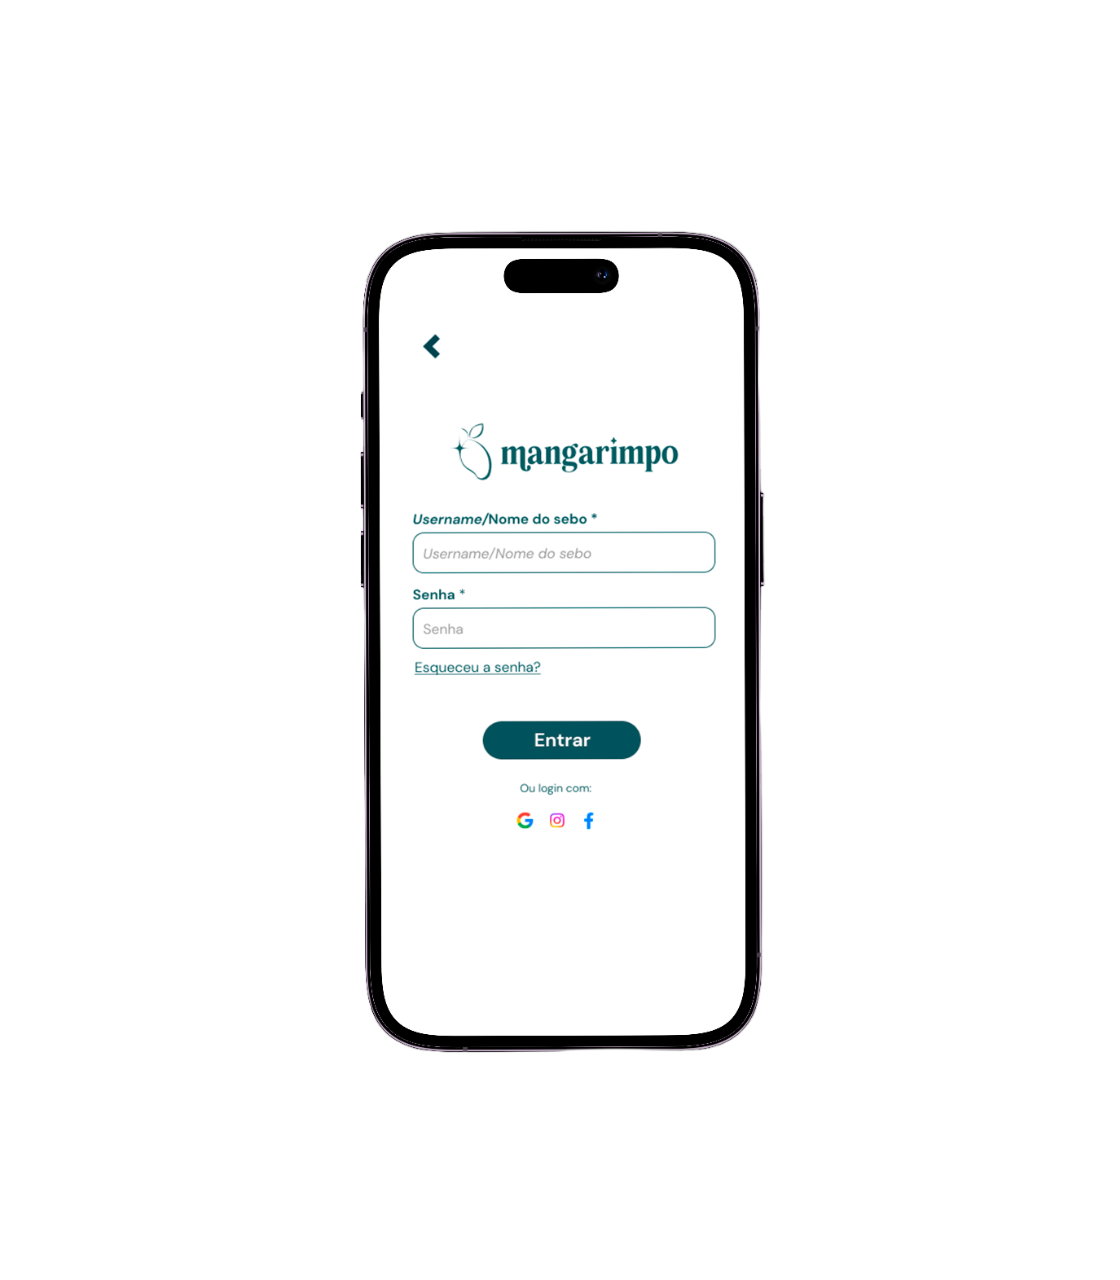 mangarimpo
Username/Nome do sebo *
Username/Nome do sebo
Senha *
Senha
Esqueceu a senha?
Entrar
Ou login com: